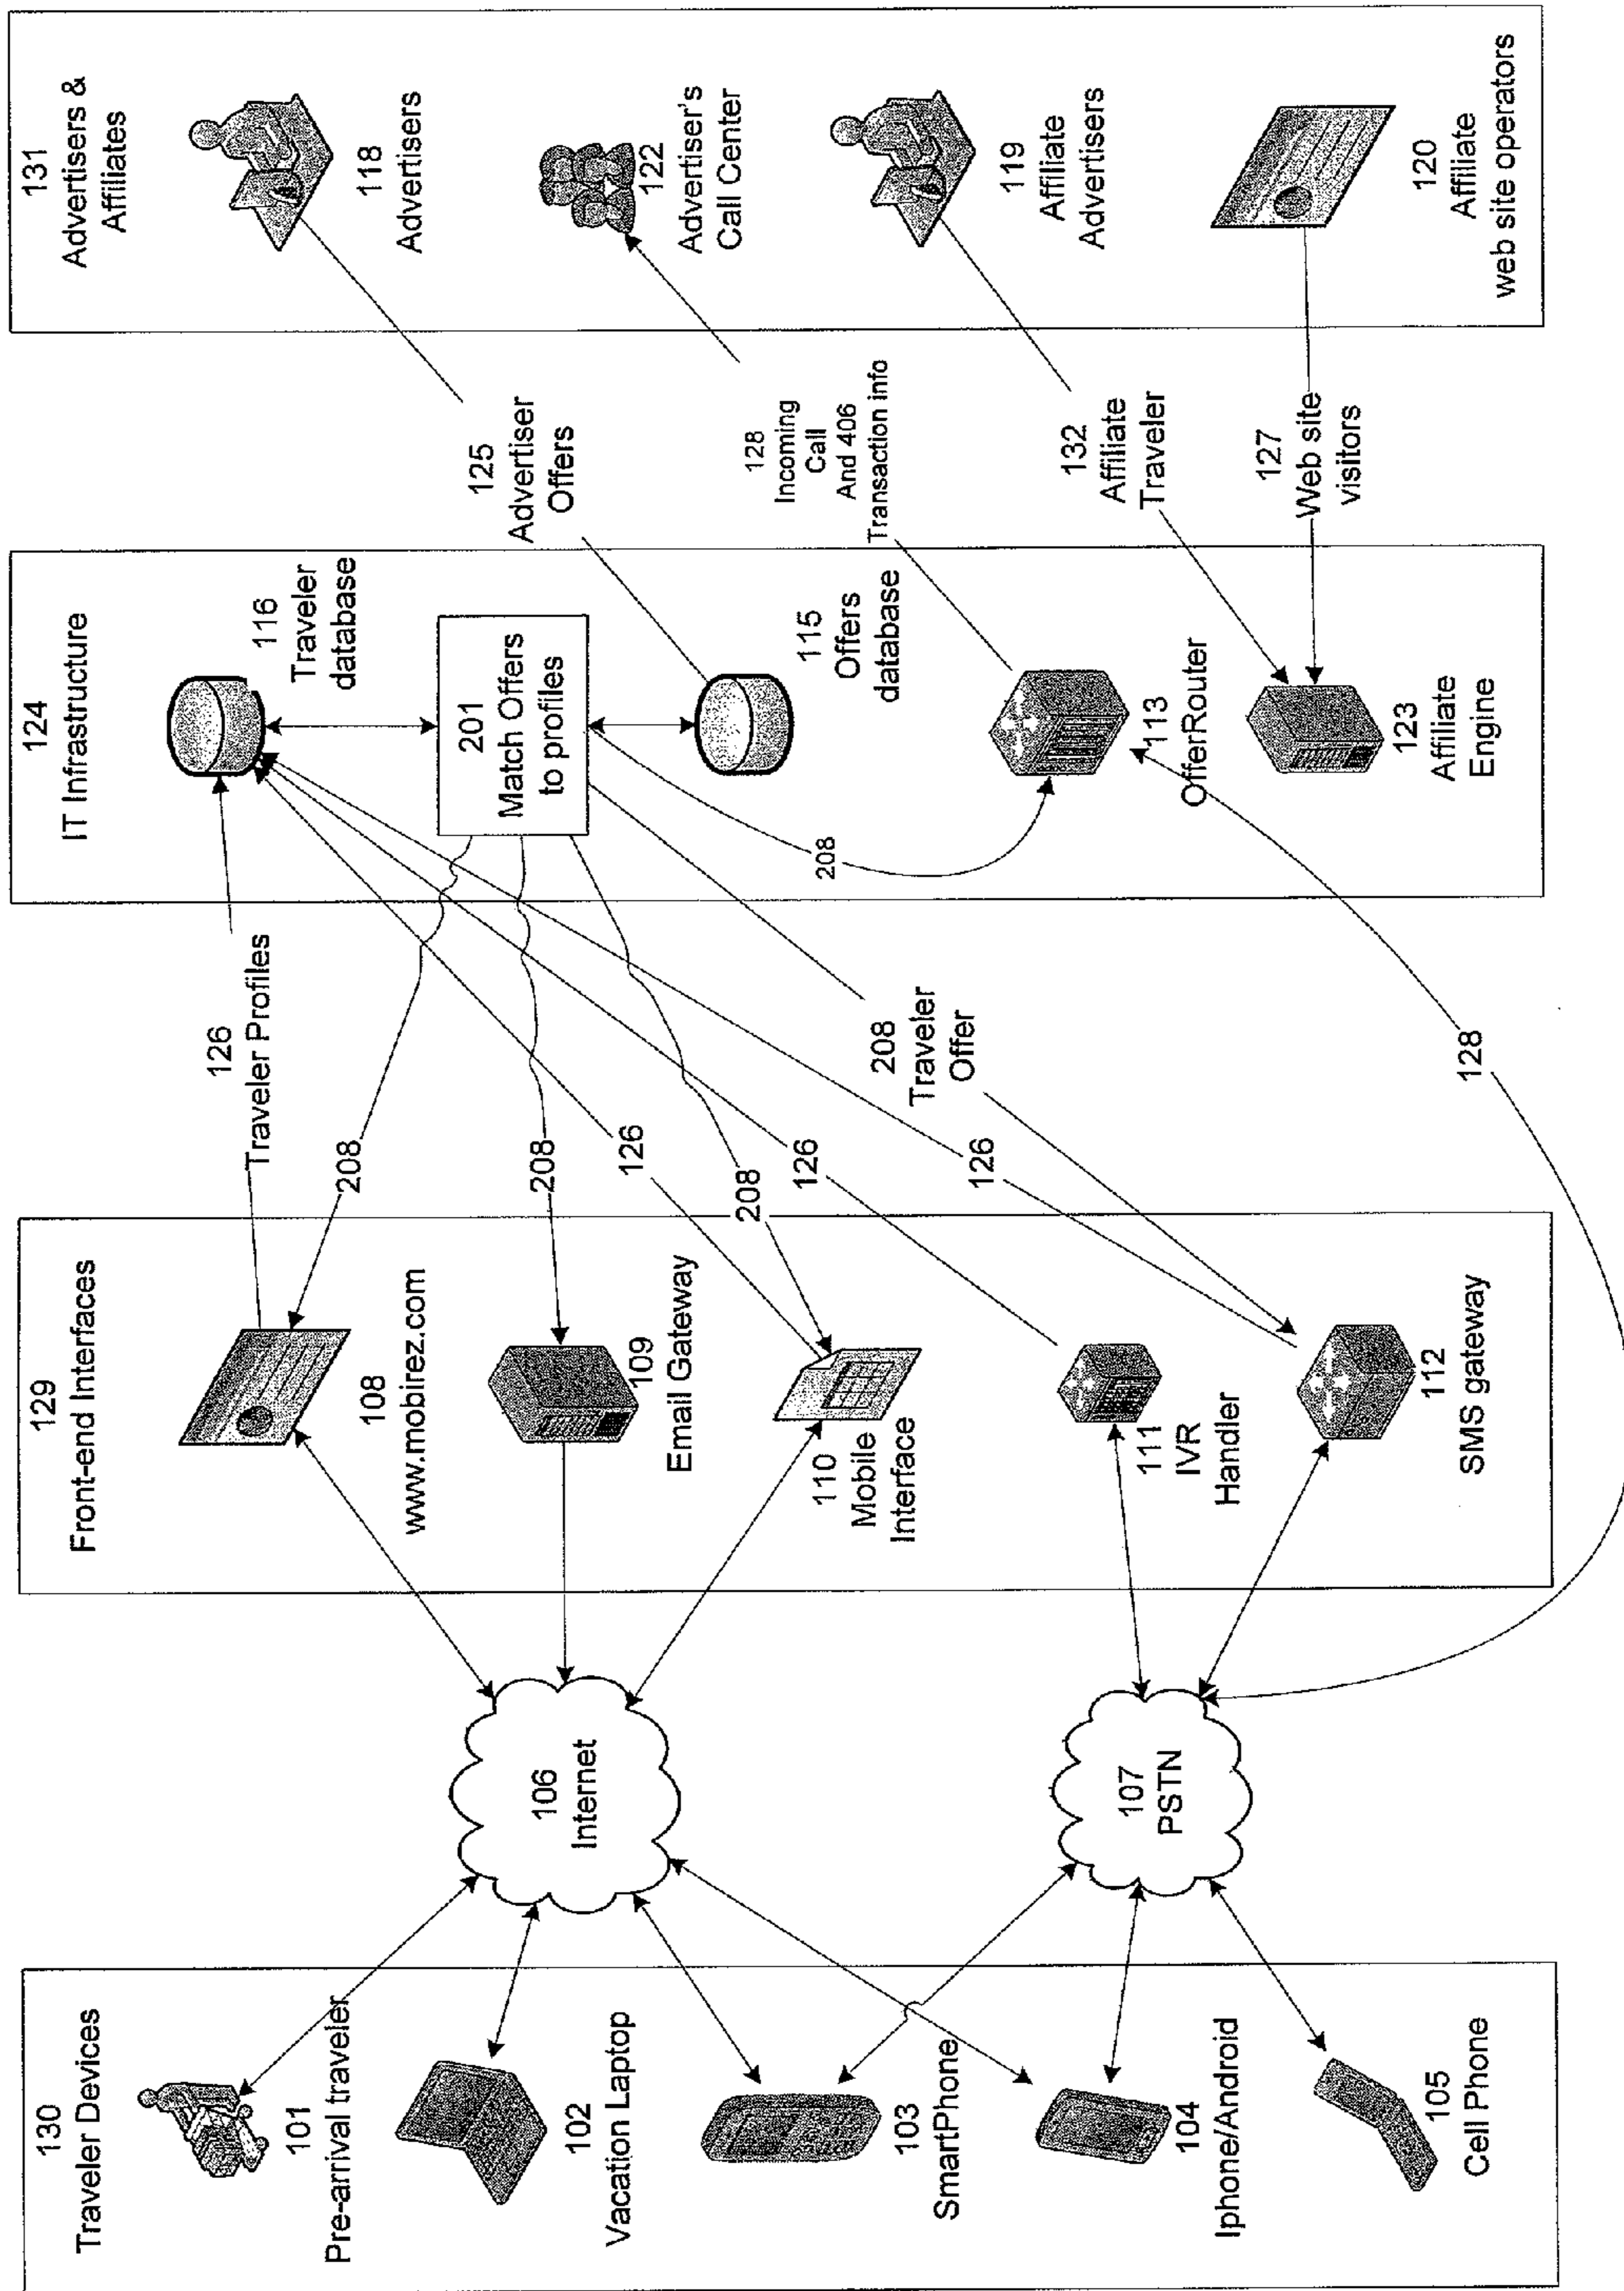 130
Traveler Devices
101
Pre-arrival traveler
102
Vacation Laptop
103
SmartPhone
104
Iphone/Android
105
Cell Phone
106
Internet
107
PSTN
129
Front-end Interfaces
108
www.mobirez.com
109
Email Gateway
110
Mobile
Interface
111
IVR
Handler
112
SMS gateway
126
Traveler Profiles
208
208
126
208
126
126
208
Traveler
Offer
128
124
IT Infrastructure
116
Traveler
database
201
Match Offers
to profiles
115
Offers
database
208
113
OfferRouter
123
Affiliate
Engine
125
Advertiser
Offers
128
Incoming
Call
And 406
Transaction info
132
Affiliate
Traveler
127
Web site
visitors
131
Advertisers &
Affiliates
118
Advertisers
122
Advertiser's
Call Center
119
Affiliate
Advertisers
120
Affiliate
web site operators